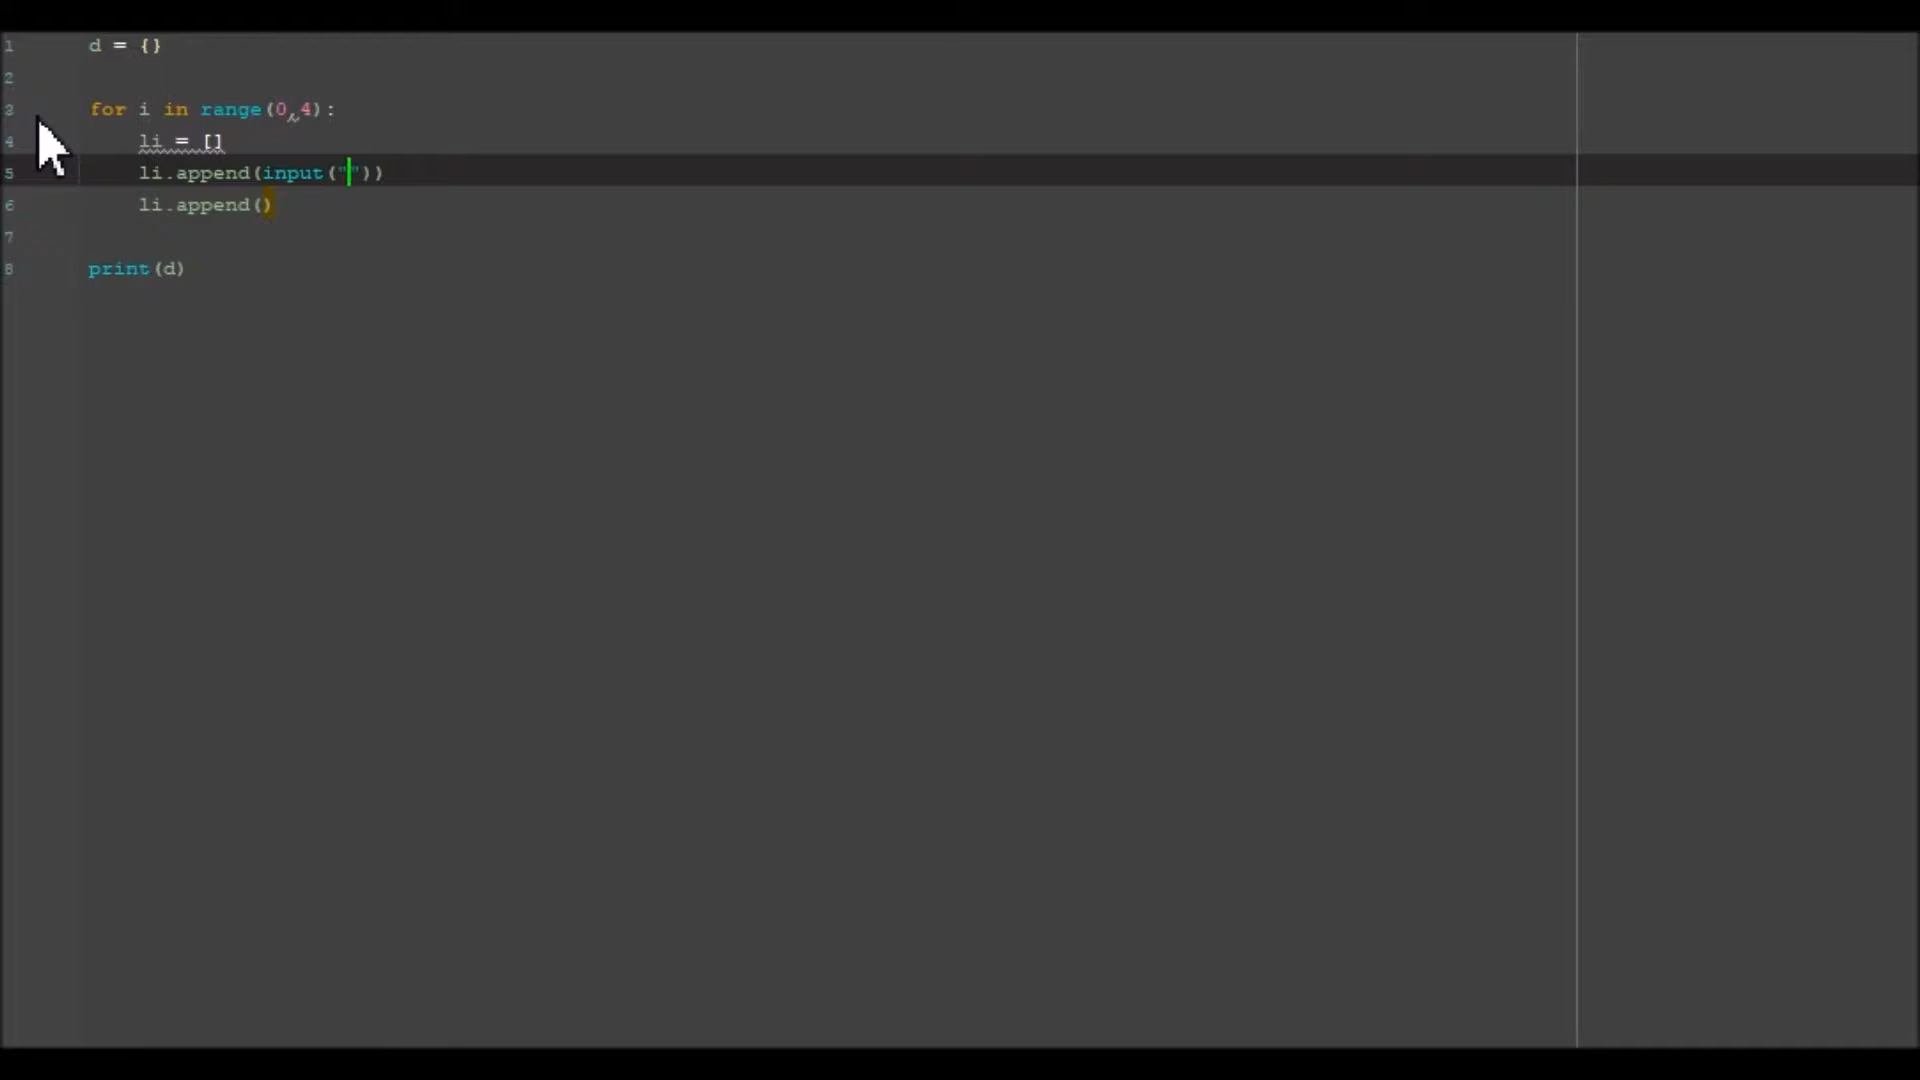 1 d = {}
2
3 for i in range(0,4):
4 li = []
5 li.append(input(""))
6 li.append()
7
8 print(d)